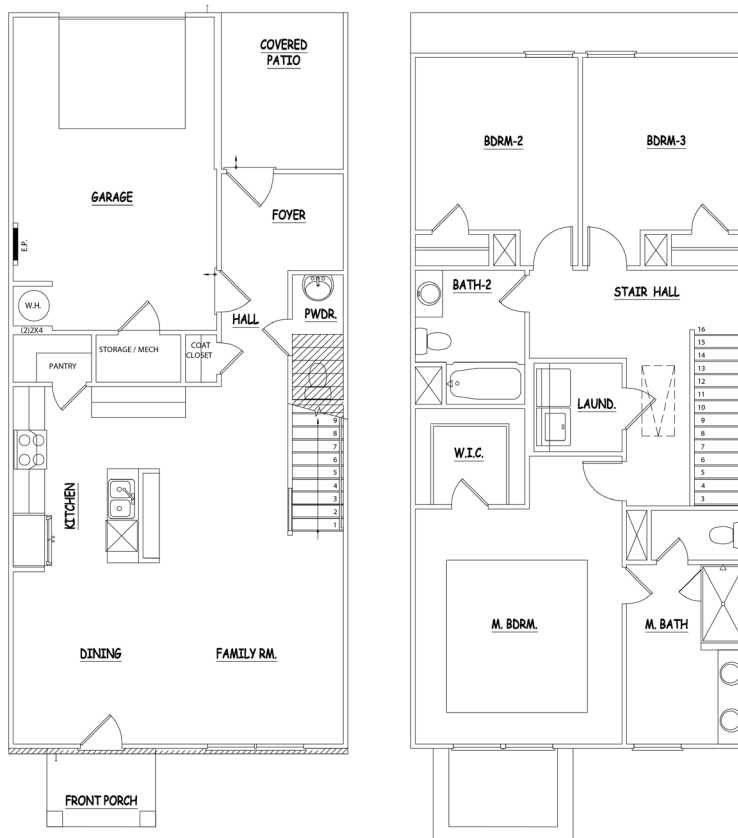 COVERED
PATIO
GARAGE
FOYER
E.P.
W.H.
(2)2X4
HALL
PWDR.
PANTRY
STORAGE / MECH
COAT
CLOSET
9
8
7
6
5
4
3
2
1
KITCHEN
DINING
FAMILY RM.
FRONT PORCH
BDRM-2
BDRM-3
BATH-2
STAIR HALL
16
15
14
13
12
11
10
9
8
7
6
5
4
3
LAUND.
W.I.C.
M. BDRM.
M. BATH